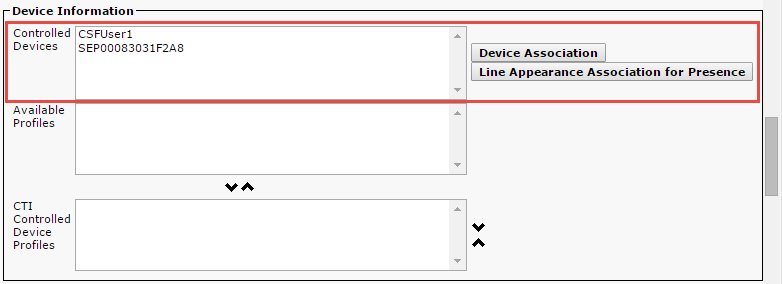 Device Information
Controlled
Devices
CSFUser1
SEP00083031F2A8
Device Association
Line Appearance Association for Presence
Available
Profiles
CTI
Controlled
Device
Profiles